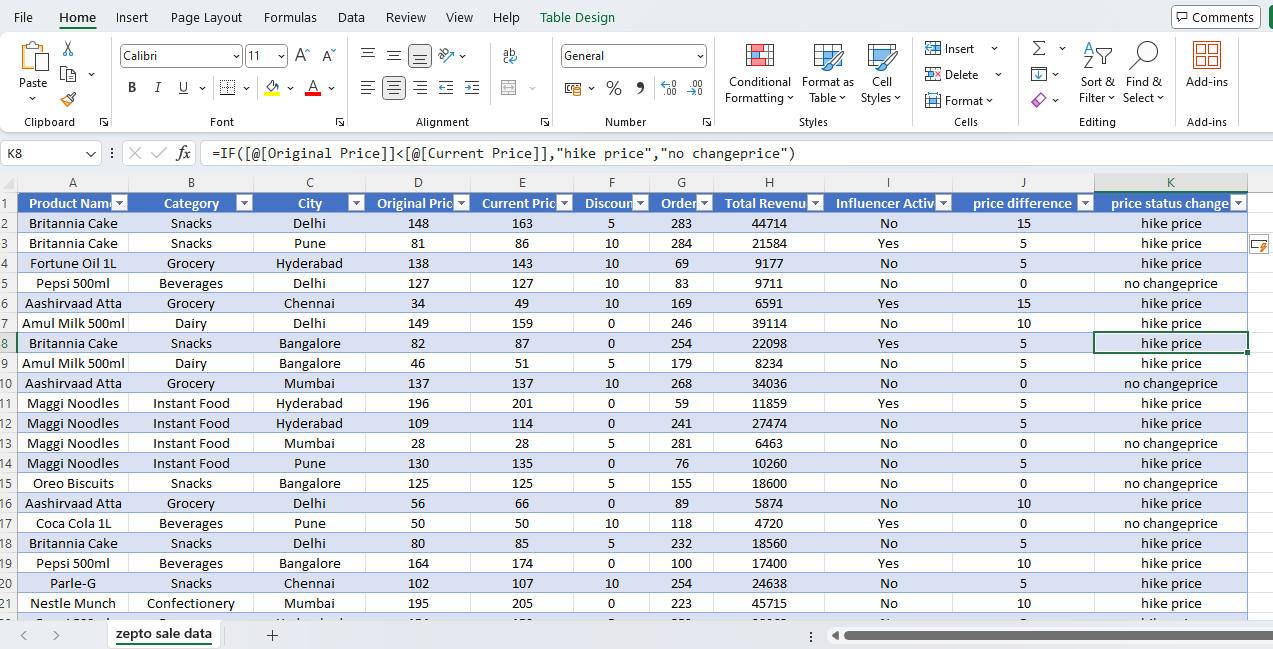 File Home Insert Page Layout Formulas Data Review View Help Table Design Comments
Paste Calibri 11 A A ab c General Conditional Formatting Format as Table Cell Styles Insert Delete Format Sort & Filter Find & Select Add-ins
B I U A % 9 .00 .00
Clipboard Font Alignment Number Styles Cells Editing Add-ins
K8 fx =IF([@[Original Price]]<[@[Current Price]],"hike price","no changeprice")
A B C D E F G H I J K
1 Product Nam Category City Original Pric Current Pric Discoun Order Total Revenu Influencer Activ price difference price status change
2 Britannia Cake Snacks Delhi 148 163 5 283 44714 No 15 hike price
3 Britannia Cake Snacks Pune 81 86 10 284 21584 Yes 5 hike price
4 Fortune Oil 1L Grocery Hyderabad 138 143 10 69 9177 No 5 hike price
5 Pepsi 500ml Beverages Delhi 127 127 10 83 9711 No 0 no changeprice
6 Aashirvaad Atta Grocery Chennai 34 49 10 169 6591 Yes 15 hike price
7 Amul Milk 500ml Dairy Delhi 149 159 0 246 39114 No 10 hike price
8 Britannia Cake Snacks Bangalore 82 87 0 254 22098 Yes 5 hike price
9 Amul Milk 500ml Dairy Bangalore 46 51 5 179 8234 No 5 hike price
10 Aashirvaad Atta Grocery Mumbai 137 137 10 268 34036 No 0 no changeprice
11 Maggi Noodles Instant Food Hyderabad 196 201 0 59 11859 Yes 5 hike price
12 Maggi Noodles Instant Food Hyderabad 109 114 0 241 27474 No 5 hike price
13 Maggi Noodles Instant Food Mumbai 28 28 5 281 6463 No 0 no changeprice
14 Maggi Noodles Instant Food Pune 130 135 0 76 10260 No 5 hike price
15 Oreo Biscuits Snacks Bangalore 125 125 5 155 18600 No 0 no changeprice
16 Aashirvaad Atta Grocery Delhi 56 66 0 89 5874 No 10 hike price
17 Coca Cola 1L Beverages Pune 50 50 10 118 4720 Yes 0 no changeprice
18 Britannia Cake Snacks Delhi 80 85 5 232 18560 No 5 hike price
19 Pepsi 500ml Beverages Bangalore 164 174 0 100 17400 Yes 10 hike price
20 Parle-G Snacks Chennai 102 107 10 254 24638 No 5 hike price
21 Nestle Munch Confectionery Mumbai 195 205 0 223 45715 No 10 hike price
zepto sale data